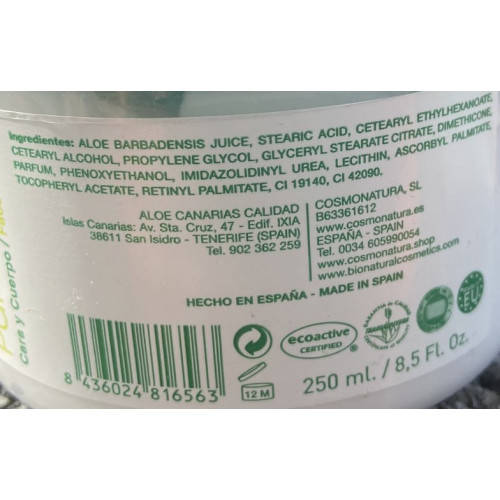 Ingredientes: ALOE BARBADENSIS JUICE, STEARIC ACID, CETEARYL ETHYLHEXANOATE,
CETEARYL ALCOHOL, PROPYLENE GLYCOL, GLYCERYL STEARATE CITRATE, DIMETHICONE,
PARFUM, PHENOXYETHANOL, IMIDAZOLIDINYL UREA, LECITHIN, ASCORBYL PALMITATE,
TOCOPHERYL ACETATE, RETINYL PALMITATE, CI 19140, CI 42090.
ALOE CANARIAS CALIDAD
Islas Canarias: Av. Sta. Cruz, 47 - Edif. IXIA
38611 San Isidro - TENERIFE (SPAIN)
Tel. 902 362 259
COSMONATURA, SL
B63361612
www.cosmonatura.es
ESPAÑA - SPAIN
Tel. 0034 605990054
www.cosmonatura.shop
www.bionaturalcosmetics.com
HECHO EN ESPAÑA - MADE IN SPAIN
Cara y Cuerpo /
8 436024 816563
12 M
ecoactive
CERTIFIED
EU
250 ml. / 8,5 Fl. Oz.